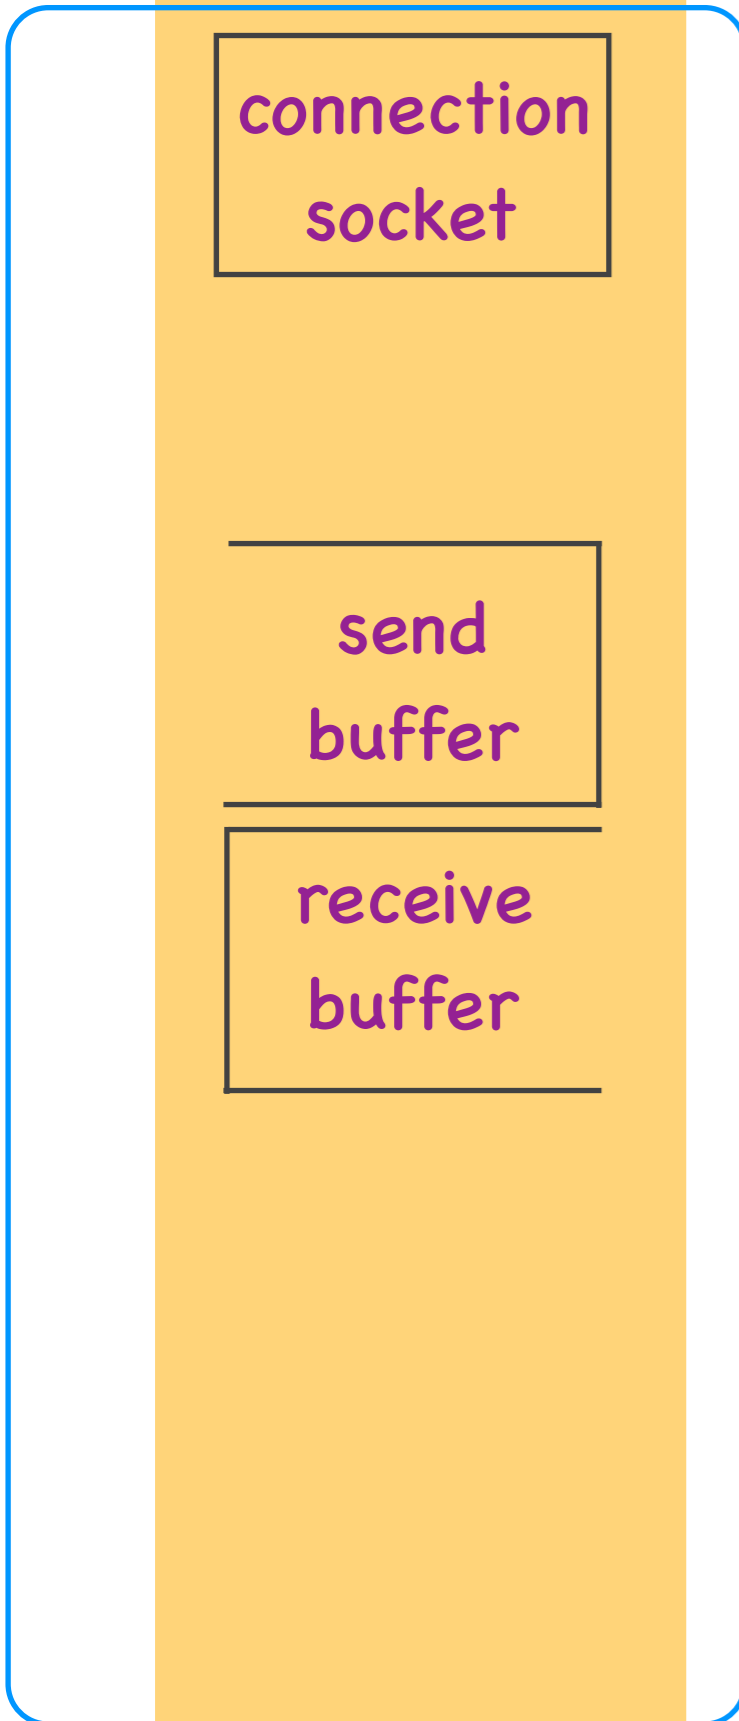 connection
socket
send
buffer
receive
buffer